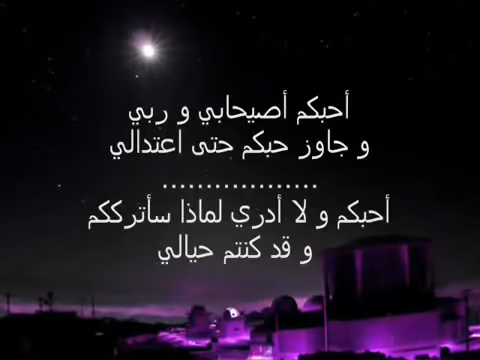 أحبكم أصيحابي و ربي
و جاوز حبكم حتى اعتدالي
..................
أحبكم و لا أدري لماذا سأترككم
و قد كنتم حيالي